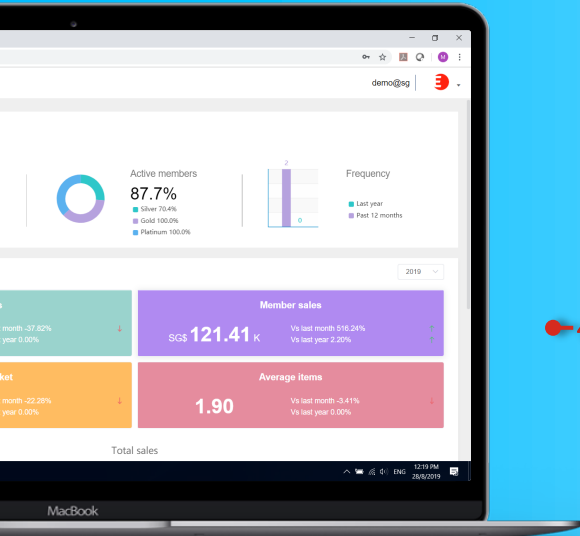 demo@sg
Active members
87.7%
Silver 70.4%
Gold 100.0%
Platinum 100.0%
2
0
Frequency
Last year
Past 12 months
2019
s
month -37.82%
year 0.00%
Member sales
SG$ 121.41 K
Vs last month 516.24%
Vs last year 2.20%
ket
month -22.28%
year 0.00%
Average items
1.90
Vs last month -3.41%
Vs last year 0.00%
Total sales
ENG
12:19 PM
28/8/2019
MacBook